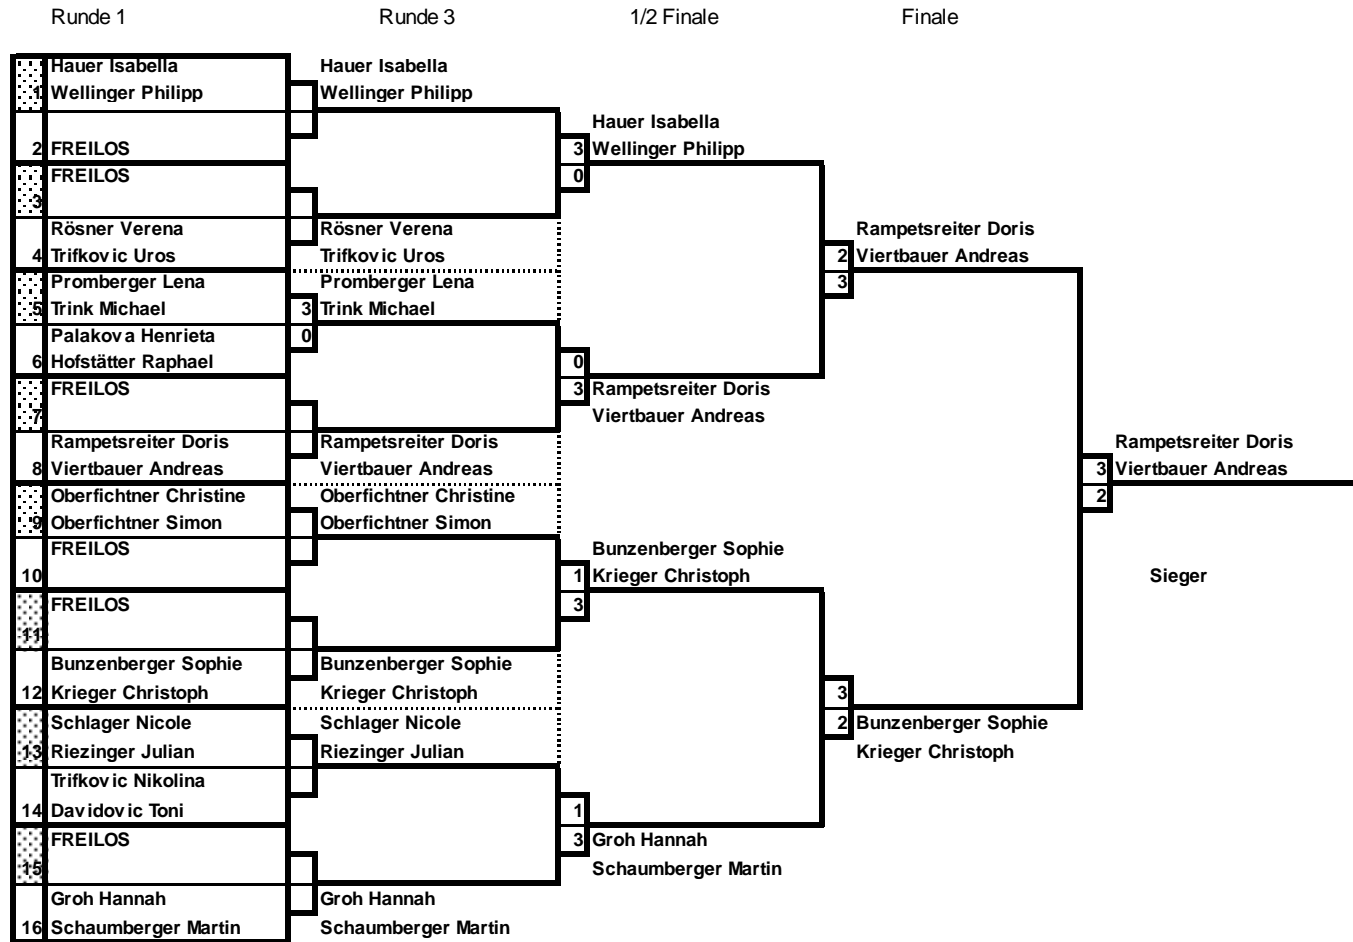 Runde 1 Runde 3 1/2 Finale Finale
Hauer Isabella Hauer Isabella
1 Wellinger Philipp Wellinger Philipp
Hauer Isabella
2 FREILOS 3 Wellinger Philipp
FREILOS 0
3
Rösner Verena Rösner Verena Rampetsreiter Doris
4 Trifkovic Uros Trifkovic Uros 2 Viertbauer Andreas
Promberger Lena Promberger Lena 3
5 Trink Michael 3 Trink Michael
Palakova Henrieta 0
6 Hofstätter Raphael 0
FREILOS 3 Rampetsreiter Doris
7 Viertbauer Andreas
Rampetsreiter Doris Rampetsreiter Doris Rampetsreiter Doris
8 Viertbauer Andreas Viertbauer Andreas 3 Viertbauer Andreas
Oberfichtner Christine Oberfichtner Christine 2
9 Oberfichtner Simon Oberfichtner Simon
FREILOS Bunzenberger Sophie
10 1 Krieger Christoph Sieger
FREILOS 3
11
Bunzenberger Sophie Bunzenberger Sophie
12 Krieger Christoph Krieger Christoph 3
Schlager Nicole Schlager Nicole 2 Bunzenberger Sophie
13 Riezinger Julian Riezinger Julian Krieger Christoph
Trifkovic Nikolina
14 Davidovic Toni 1
FREILOS 3 Groh Hannah
15 Schaumberger Martin
Groh Hannah Groh Hannah
16 Schaumberger Martin Schaumberger Martin